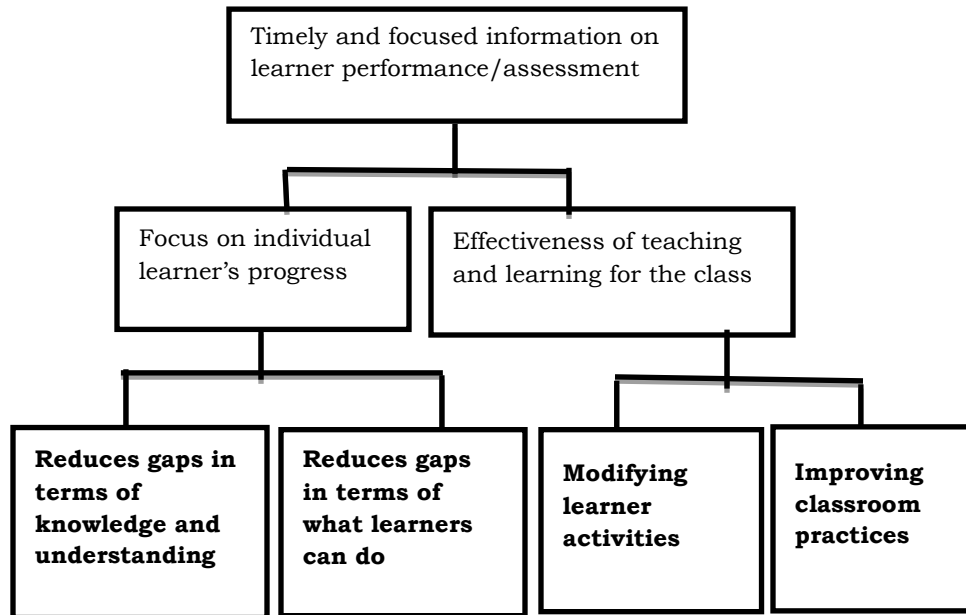 Timely and focused information on
learner performance/assessment
Focus on individual
learner’s progress
Effectiveness of teaching
and learning for the class
Reduces gaps in
terms of
knowledge and
understanding
Reduces gaps
in terms of
what learners
can do
Modifying
learner
activities
Improving
classroom
practices